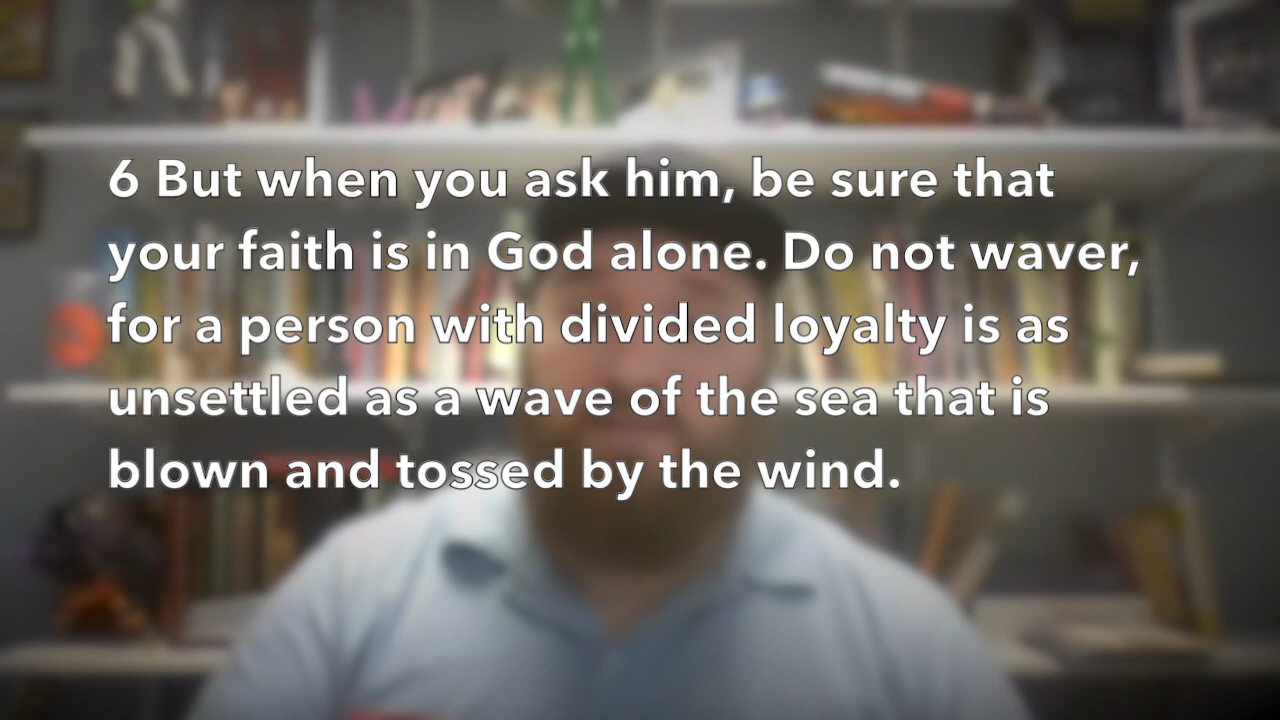 6 But when you ask him, be sure that
your faith is in God alone. Do not waver,
for a person with divided loyalty is as
unsettled as a wave of the sea that is
blown and tossed by the wind.